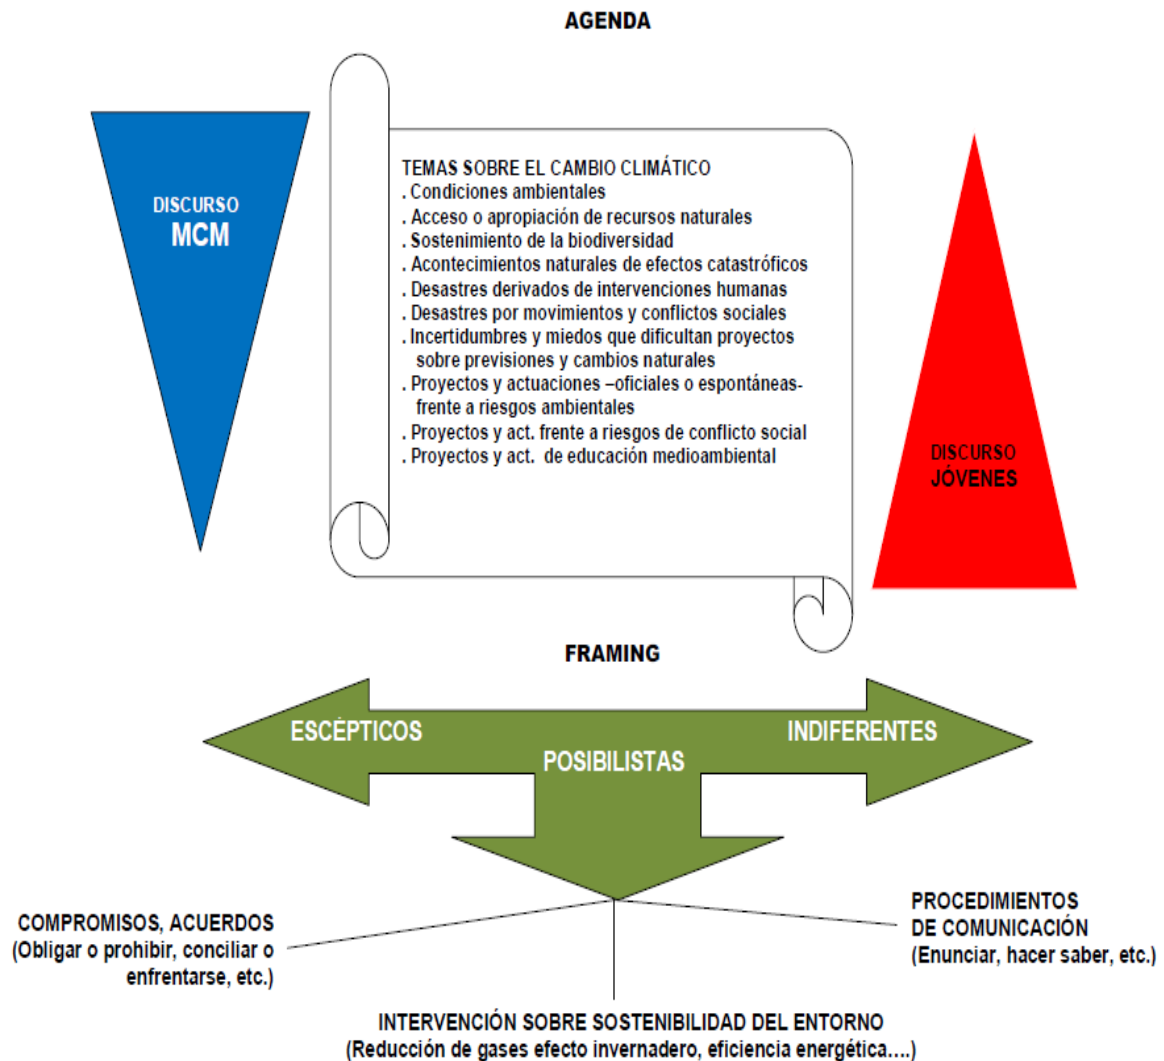 AGENDA
DISCURSO
MCM
TEMAS SOBRE EL CAMBIO CLIMÁTICO
. Condiciones ambientales
. Acceso o apropiación de recursos naturales
. Sostenimiento de la biodiversidad
. Acontecimientos naturales de efectos catastróficos
. Desastres derivados de intervenciones humanas
. Desastres por movimientos y conflictos sociales
. Incertidumbres y miedos que dificultan proyectos
sobre previsiones y cambios naturales
. Proyectos y actuaciones –oficiales o espontáneas-
frente a riesgos ambientales
. Proyectos y act. frente a riesgos de conflicto social
. Proyectos y act. de educación medioambiental
DISCURSO
JÓVENES
FRAMING
ESCÉPTICOS
POSIBILISTAS
INDIFERENTES
COMPROMISOS, ACUERDOS
(Obligar o prohibir, conciliar o
enfrentarse, etc.)
PROCEDIMIENTOS
DE COMUNICACIÓN
(Enunciar, hacer saber, etc.)
INTERVENCIÓN SOBRE SOSTENIBILIDAD DEL ENTORNO
(Reducción de gases efecto invernadero, eficiencia energética....)